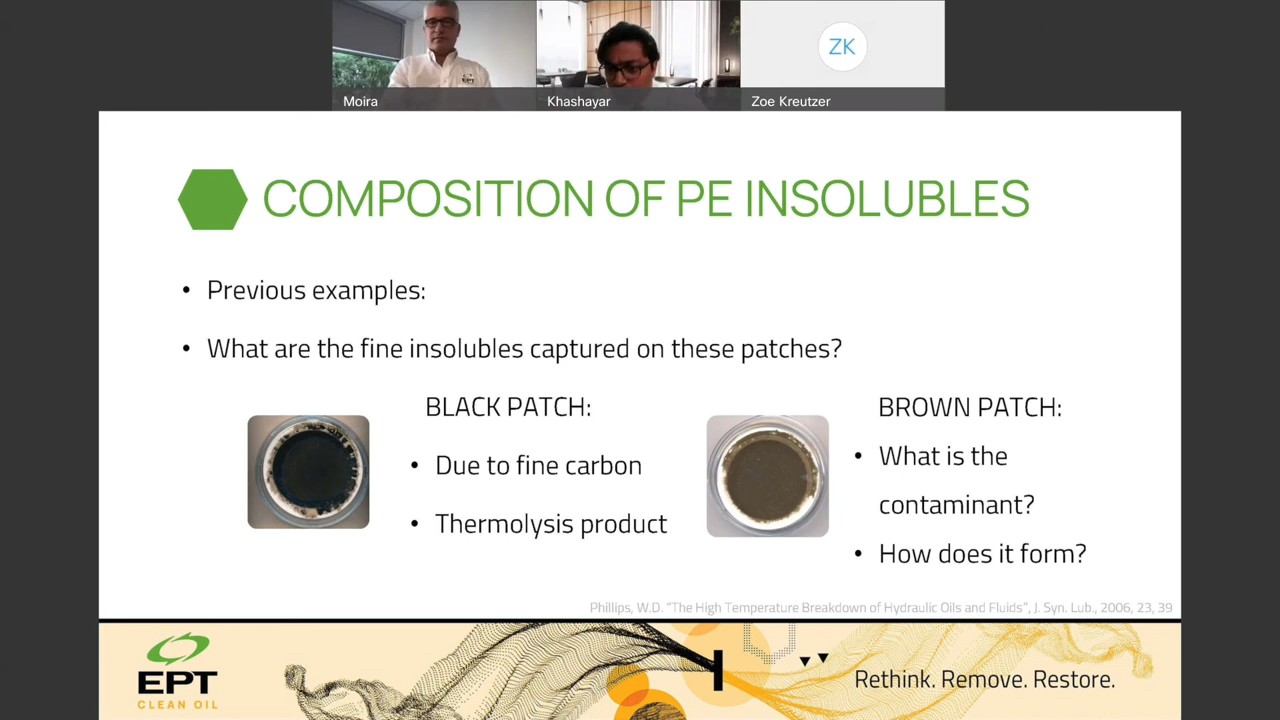 EPT
ZK
Moira
Khashayar
Zoe Kreutzer
COMPOSITION OF PE INSOLUBLES
• Previous examples:
• What are the fine insolubles captured on these patches?
BLACK PATCH:
• Due to fine carbon
• Thermolysis product
BROWN PATCH:
• What is the
contaminant?
• How does it form?
Phillips, W.D. "The High Temperature Breakdown of Hydraulic Oils and Fluids", J. Syn. Lub., 2006, 23, 39
EPT
CLEAN OIL
Rethink. Remove. Restore.